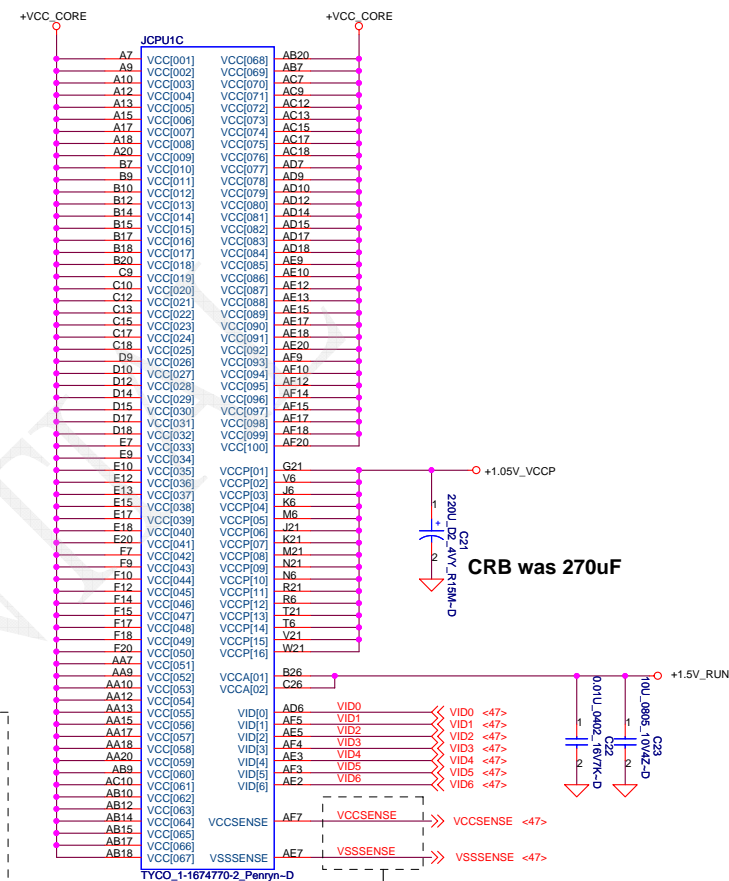 +VCC_CORE +VCC_CORE
JCPU1C
A7 VCC[001] VCC[068] AB20
A9 VCC[002] VCC[069] AB7
A10 VCC[003] VCC[070] AC7
A12 VCC[004] VCC[071] AC9
A13 VCC[005] VCC[072] AC12
A15 VCC[006] VCC[073] AC13
A17 VCC[007] VCC[074] AC15
A18 VCC[008] VCC[075] AC17
A20 VCC[009] VCC[076] AC18
B7 VCC[010] VCC[077] AD7
B9 VCC[011] VCC[078] AD9
B10 VCC[012] VCC[079] AD10
B12 VCC[013] VCC[080] AD12
B14 VCC[014] VCC[081] AD14
B15 VCC[015] VCC[082] AD15
B17 VCC[016] VCC[083] AD17
B18 VCC[017] VCC[084] AD18
B20 VCC[018] VCC[085] AE9
C9 VCC[019] VCC[086] AE10
C10 VCC[020] VCC[087] AE12
C12 VCC[021] VCC[088] AE13
C13 VCC[022] VCC[089] AE15
C15 VCC[023] VCC[090] AE17
C17 VCC[024] VCC[091] AE18
C18 VCC[025] VCC[092] AE20
D9 VCC[026] VCC[093] AF9
D10 VCC[027] VCC[094] AF10
D12 VCC[028] VCC[095] AF12
D14 VCC[029] VCC[096] AF14
D15 VCC[030] VCC[097] AF15
D17 VCC[031] VCC[098] AF17
D18 VCC[032] VCC[099] AF18
E7 VCC[033] VCC[100] AF20
E9 VCC[034]
E10 VCC[035] VCCP[01] G21 +1.05V_VCCP
E12 VCC[036] VCCP[02] V6
E13 VCC[037] VCCP[03] J6
E15 VCC[038] VCCP[04] K6
E17 VCC[039] VCCP[05] M6
E18 VCC[040] VCCP[06] J21
E20 VCC[041] VCCP[07] K21
F7 VCC[042] VCCP[08] M21
F9 VCC[043] VCCP[09] N21
F10 VCC[044] VCCP[10] N6
F12 VCC[045] VCCP[11] R21
F14 VCC[046] VCCP[12] R6
F15 VCC[047] VCCP[13] T21
F17 VCC[048] VCCP[14] T6
F18 VCC[049] VCCP[15] V21
F20 VCC[050] VCCP[16] W21
1 + 2
C21
220U_D2_4VY_R15M~D
CRB was 270uF
AA7 VCC[051]
AA9 VCC[052] VCCA[01] B26 +1.5V_RUN
AA10 VCC[053] VCCA[02] C26
AA12 VCC[054]
AA13 VCC[055] VID[0] AD6 VID0 VID0 <47>
AA15 VCC[056] VID[1] AF5 VID1 VID1 <47>
AA17 VCC[057] VID[2] AE5 VID2 VID2 <47>
AA18 VCC[058] VID[3] AF4 VID3 VID3 <47>
AA20 VCC[059] VID[4] AE3 VID4 VID4 <47>
AB9 VCC[060] VID[5] AF3 VID5 VID5 <47>
AC10 VCC[061] VID[6] AE2 VID6 VID6 <47>
1 2
C22
0.01U_0402_16V7K~D
1 2
C23
10U_0805_10V4Z~D
AB10 VCC[062]
AB12 VCC[063]
AB14 VCC[064] VCCSENSE AF7 VCCSENSE VCCSENSE <47>
AB15 VCC[065]
AB17 VCC[066]
AB18 VCC[067] VSSSENSE AE7 VSSSENSE VSSSENSE <47>
TYCO_1-1674770-2_Penryn~D